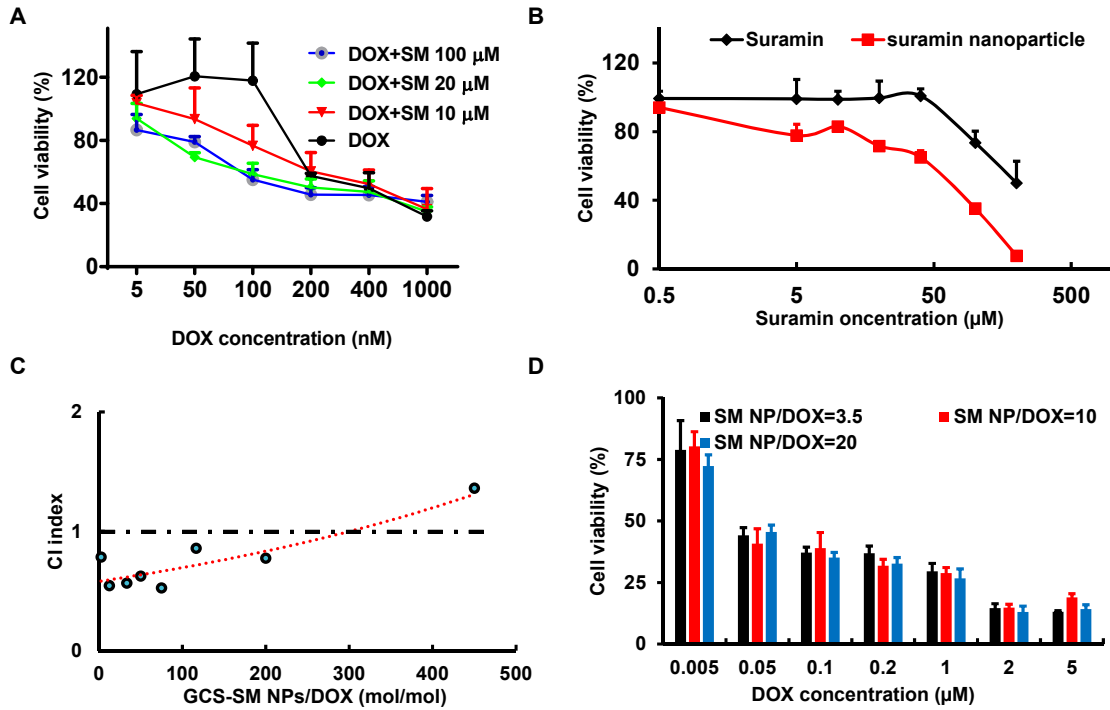 A
Cell viability (%)
120
80
40
0
5 50 100 200 400 1000
DOX concentration (nM)
DOX+SM 100 μM
DOX+SM 20 μM
DOX+SM 10 μM
DOX
B
Suramin suramin nanoparticle
Cell viability (%)
120
80
40
0
0.5 5 50 500
Suramin oncentration (μM)
C
CI index
2
1
0
0 100 200 300 400 500
GCS-SM NPs/DOX (mol/mol)
D
SM NP/DOX=3.5 SM NP/DOX=10
SM NP/DOX=20
Cell viability (%)
100
75
50
25
0
0.005 0.05 0.1 0.2 1 2 5
DOX concentration (μM)